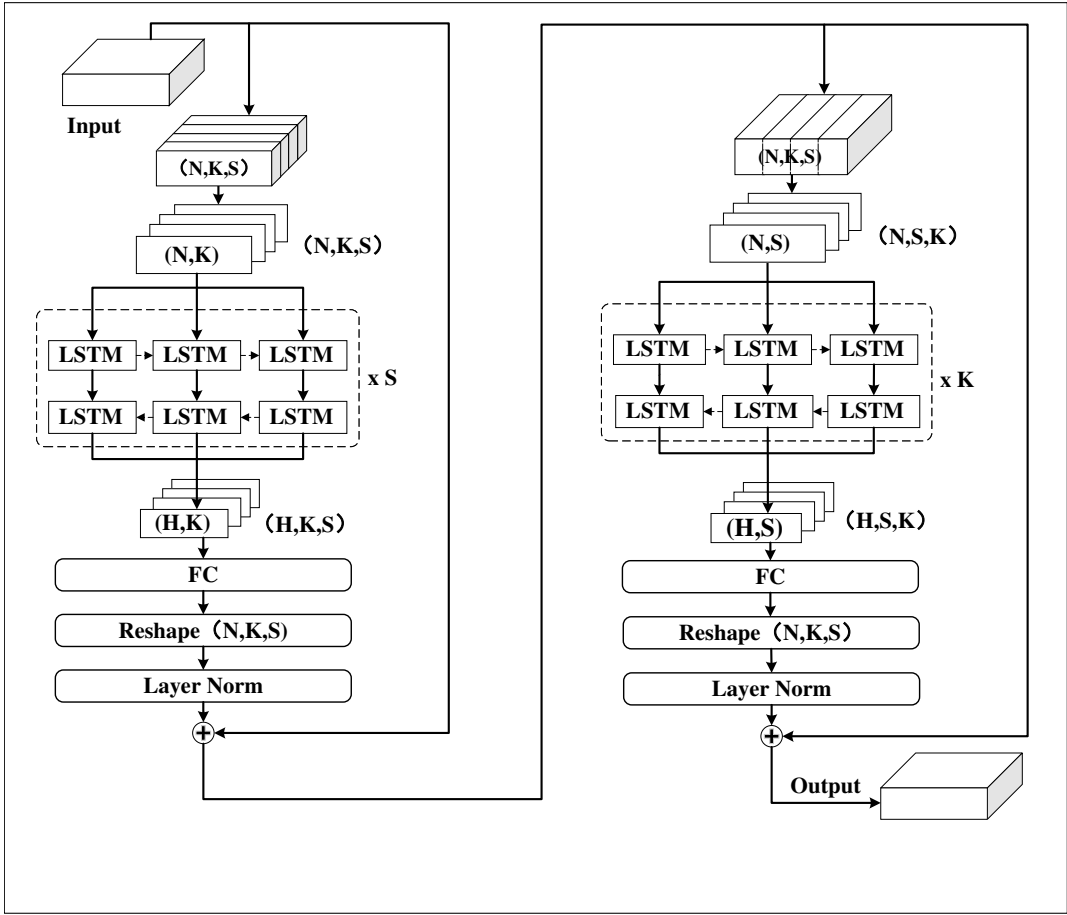 Input
(N,K,S)
(N,K)
(N,K,S)
LSTM LSTM LSTM
x S
LSTM LSTM LSTM
(H,K)
(H,K,S)
FC
Reshape (N,K,S)
Layer Norm
+
(N,K,S)
(N,S)
(N,S,K)
LSTM LSTM LSTM
x K
LSTM LSTM LSTM
(H,S)
(H,S,K)
FC
Reshape (N,K,S)
Layer Norm
+
Output